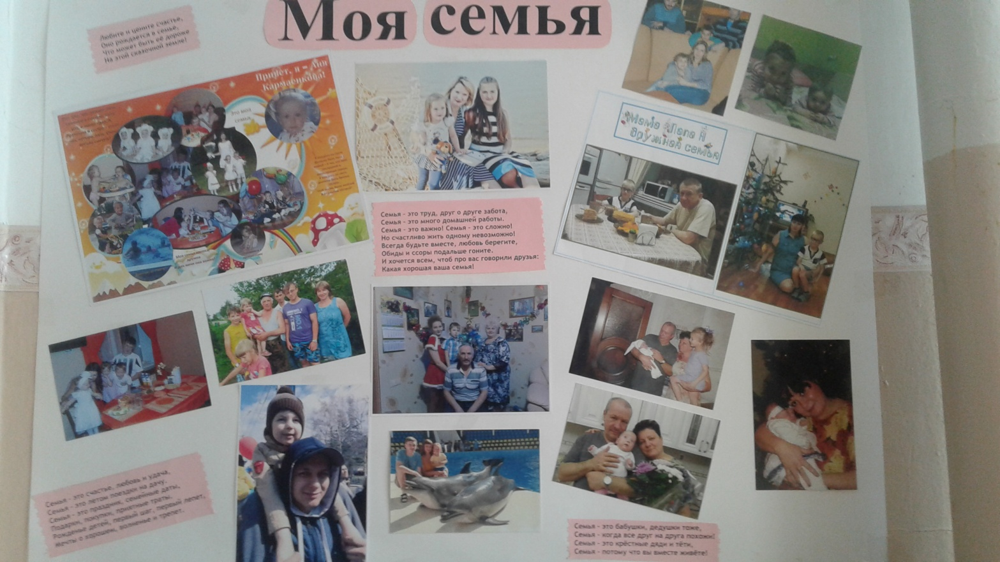 Моя семья
Любите и цените счастье,
Оно рождается в семье,
Что может быть её дороже
На этой сказочной земле!
Привет, я - Аня
Кармаенкова!
Это моя
семья
Мама Папа Я
дружная семья
Семья - это труд, друг о друге забота,
Семья - это много домашней работы.
Семья - это важно! Семья - это сложно!
Но счастливо жить одному невозможно!
Всегда будьте вместе, любовь берегите,
Обиды и ссоры подальше гоните.
И хочется всем, чтоб про вас говорили друзья:
Какая хорошая ваша семья!
Семья - это счастье, любовь и удача,
Семья - это летом поездки на дачу.
Семья - это праздник, семейные даты,
Подарки, покупки, приятные траты.
Рожденье детей, первый шаг, первый лепет,
мечты о хорошем, волненье и трепет.
Семья - это бабушки, дедушки тоже,
Семья - когда все друг на друга похожи!
Семья - это крёстные дяди и тёти,
Семья - потому что вы вместе живёте!